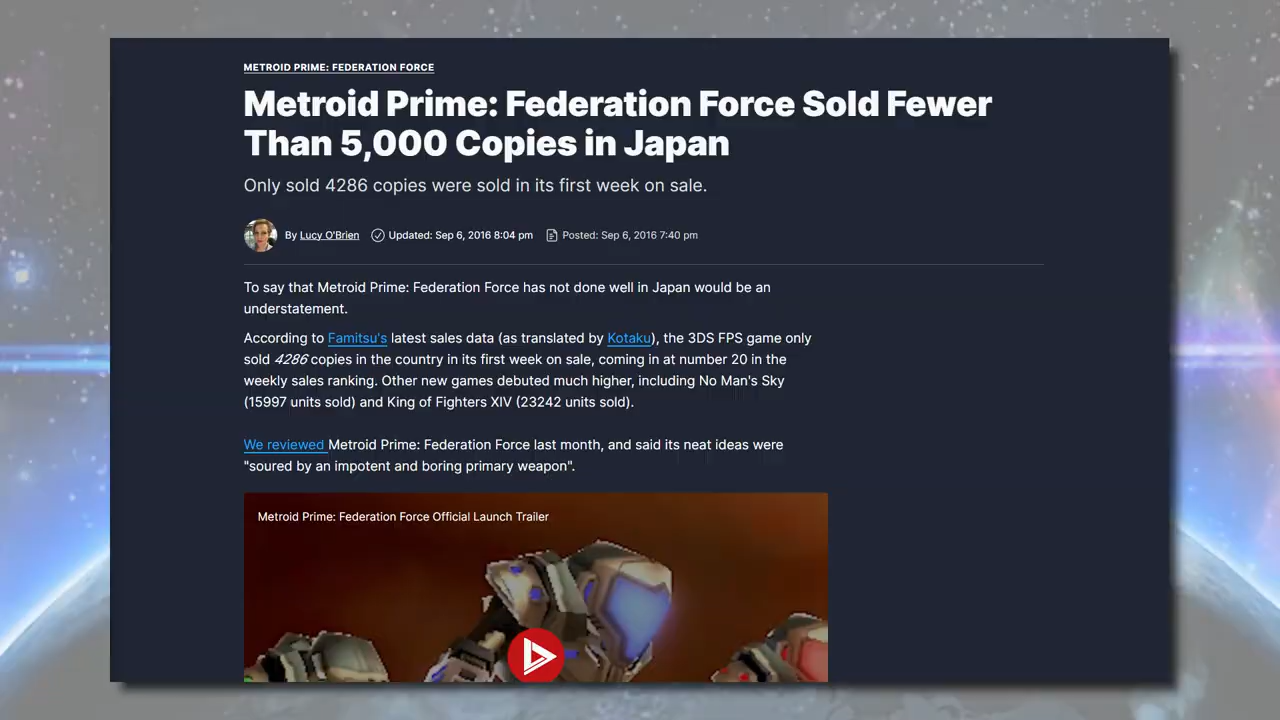 METROID PRIME: FEDERATION FORCE
Metroid Prime: Federation Force Sold Fewer
Than 5,000 Copies in Japan
Only sold 4286 copies were sold in its first week on sale.
By Lucy O'Brien Updated: Sep 6, 2016 8:04 pm Posted: Sep 6, 2016 7:40 pm
To say that Metroid Prime: Federation Force has not done well in Japan would be an
understatement.
According to Famitsu's latest sales data (as translated by Kotaku), the 3DS FPS game only
sold 4286 copies in the country in its first week on sale, coming in at number 20 in the
weekly sales ranking. Other new games debuted much higher, including No Man's Sky
(15997 units sold) and King of Fighters XIV (23242 units sold).
We reviewed Metroid Prime: Federation Force last month, and said its neat ideas were
"soured by an impotent and boring primary weapon".
Metroid Prime: Federation Force Official Launch Trailer